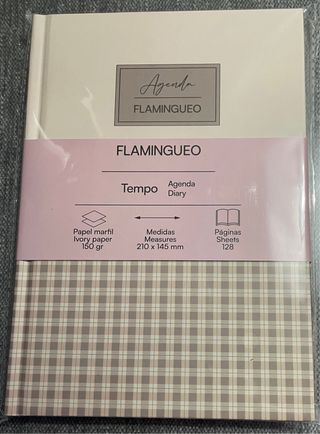 Agenda
FLAMINGUEO
FLAMINGUEO
Tempo
Agenda
Diary
Papel marfil
Ivory paper
150 gr
Medidas
Measures
210 x 145 mm
Páginas
Sheets
128